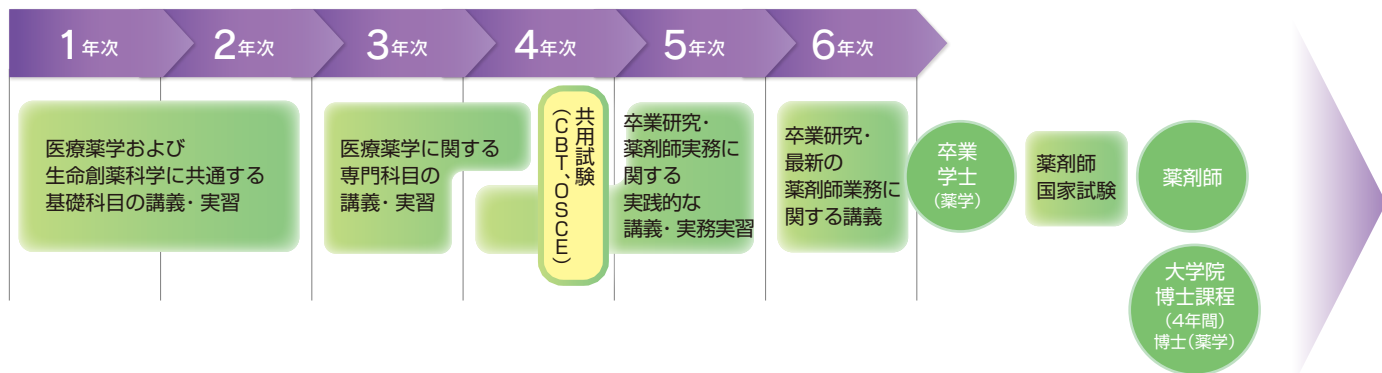 1年次
2年次
3年次
4年次
5年次
6年次
医療薬学および
生命創薬科学に共通する
基礎科目の講義・実習
医療薬学に関する
専門科目の
講義・実習
共用試験
（CBT、OSCE）
卒業研究・
薬剤師実務に
関する
実践的な
講義・実務実習
卒業研究・
最新の
薬剤師業務に
関する講義
卒業
学士
（薬学）
薬剤師
国家試験
薬剤師
大学院
博士課程
（4年間）
博士（薬学）